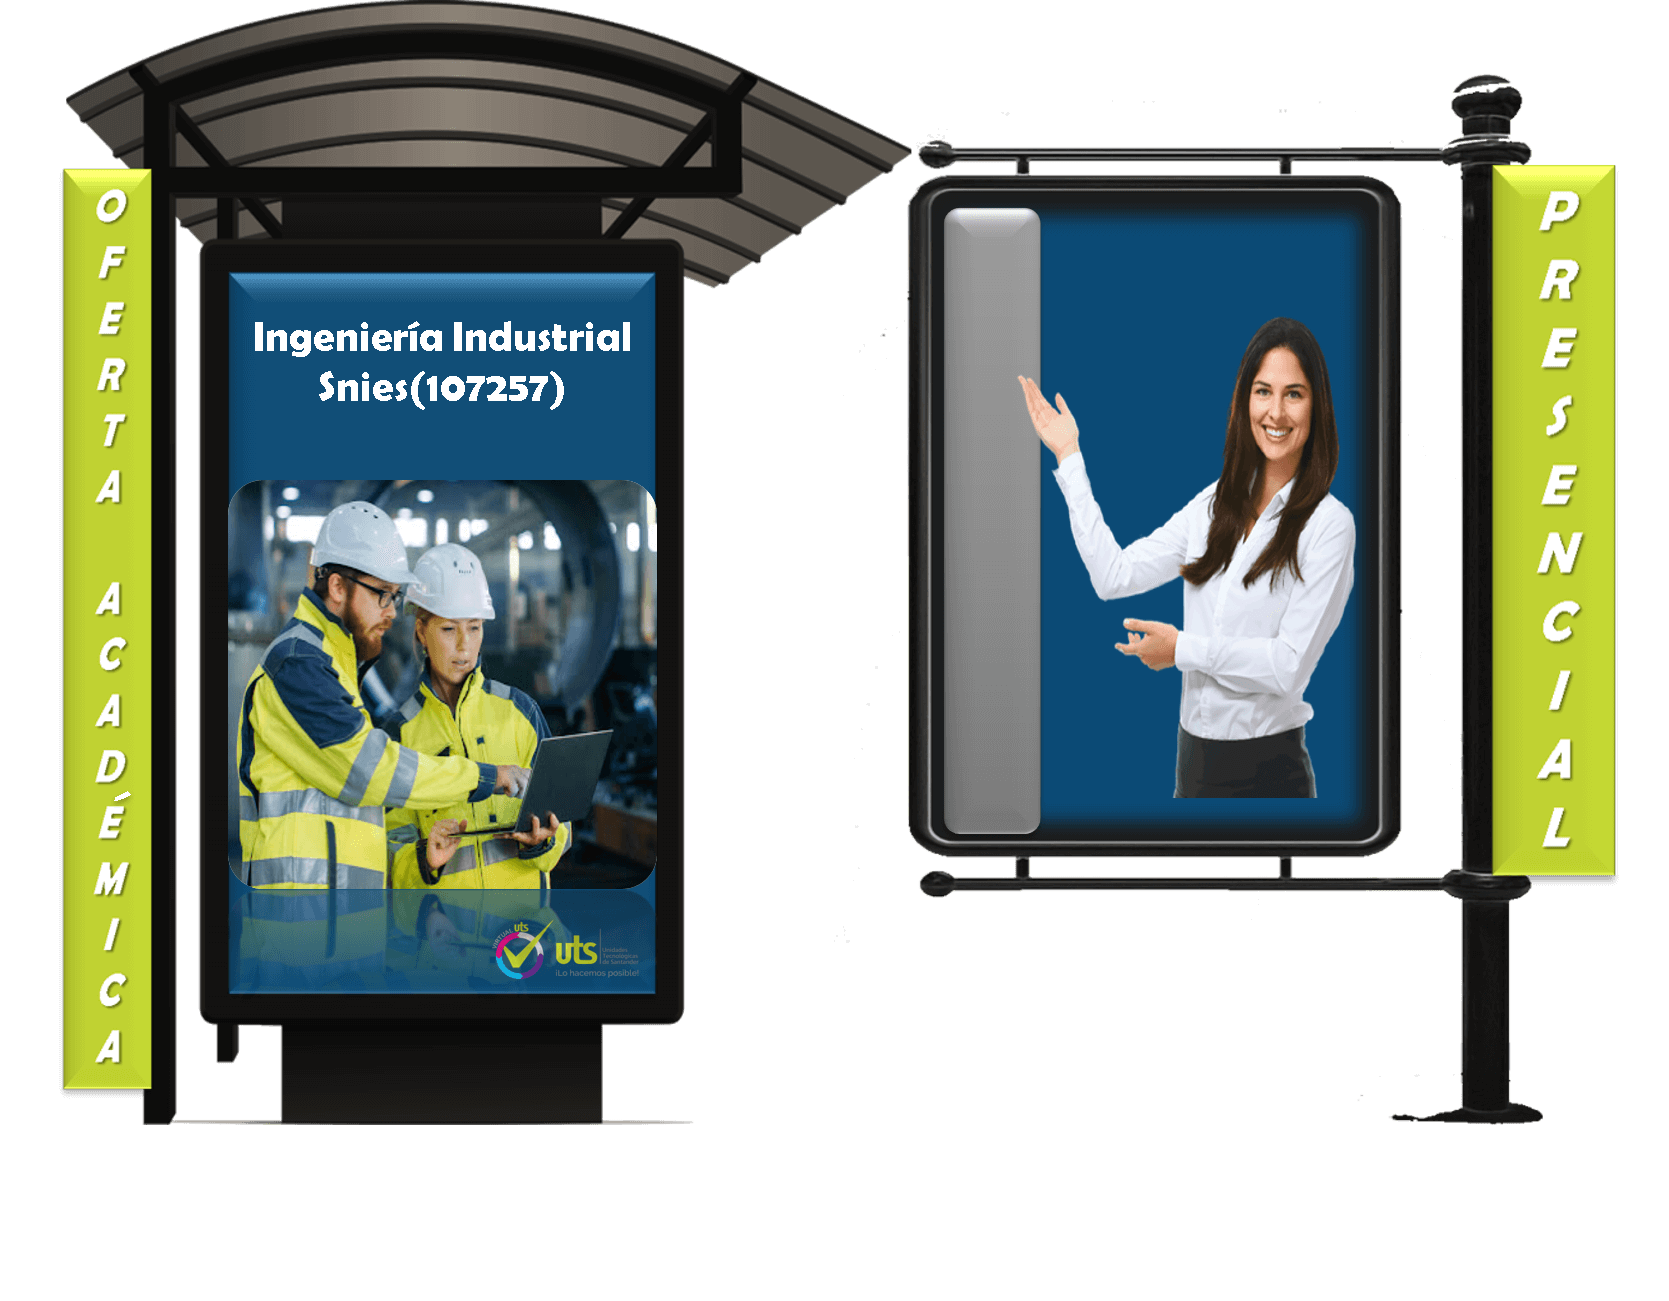 OFERTA ACADÉMICA
Ingeniería Industrial
Snies(107257)
VIRTUAL uts
uts
Unidades
Tecnológicas
de Santander
¡Lo hacemos posible!
PRESENCIAL